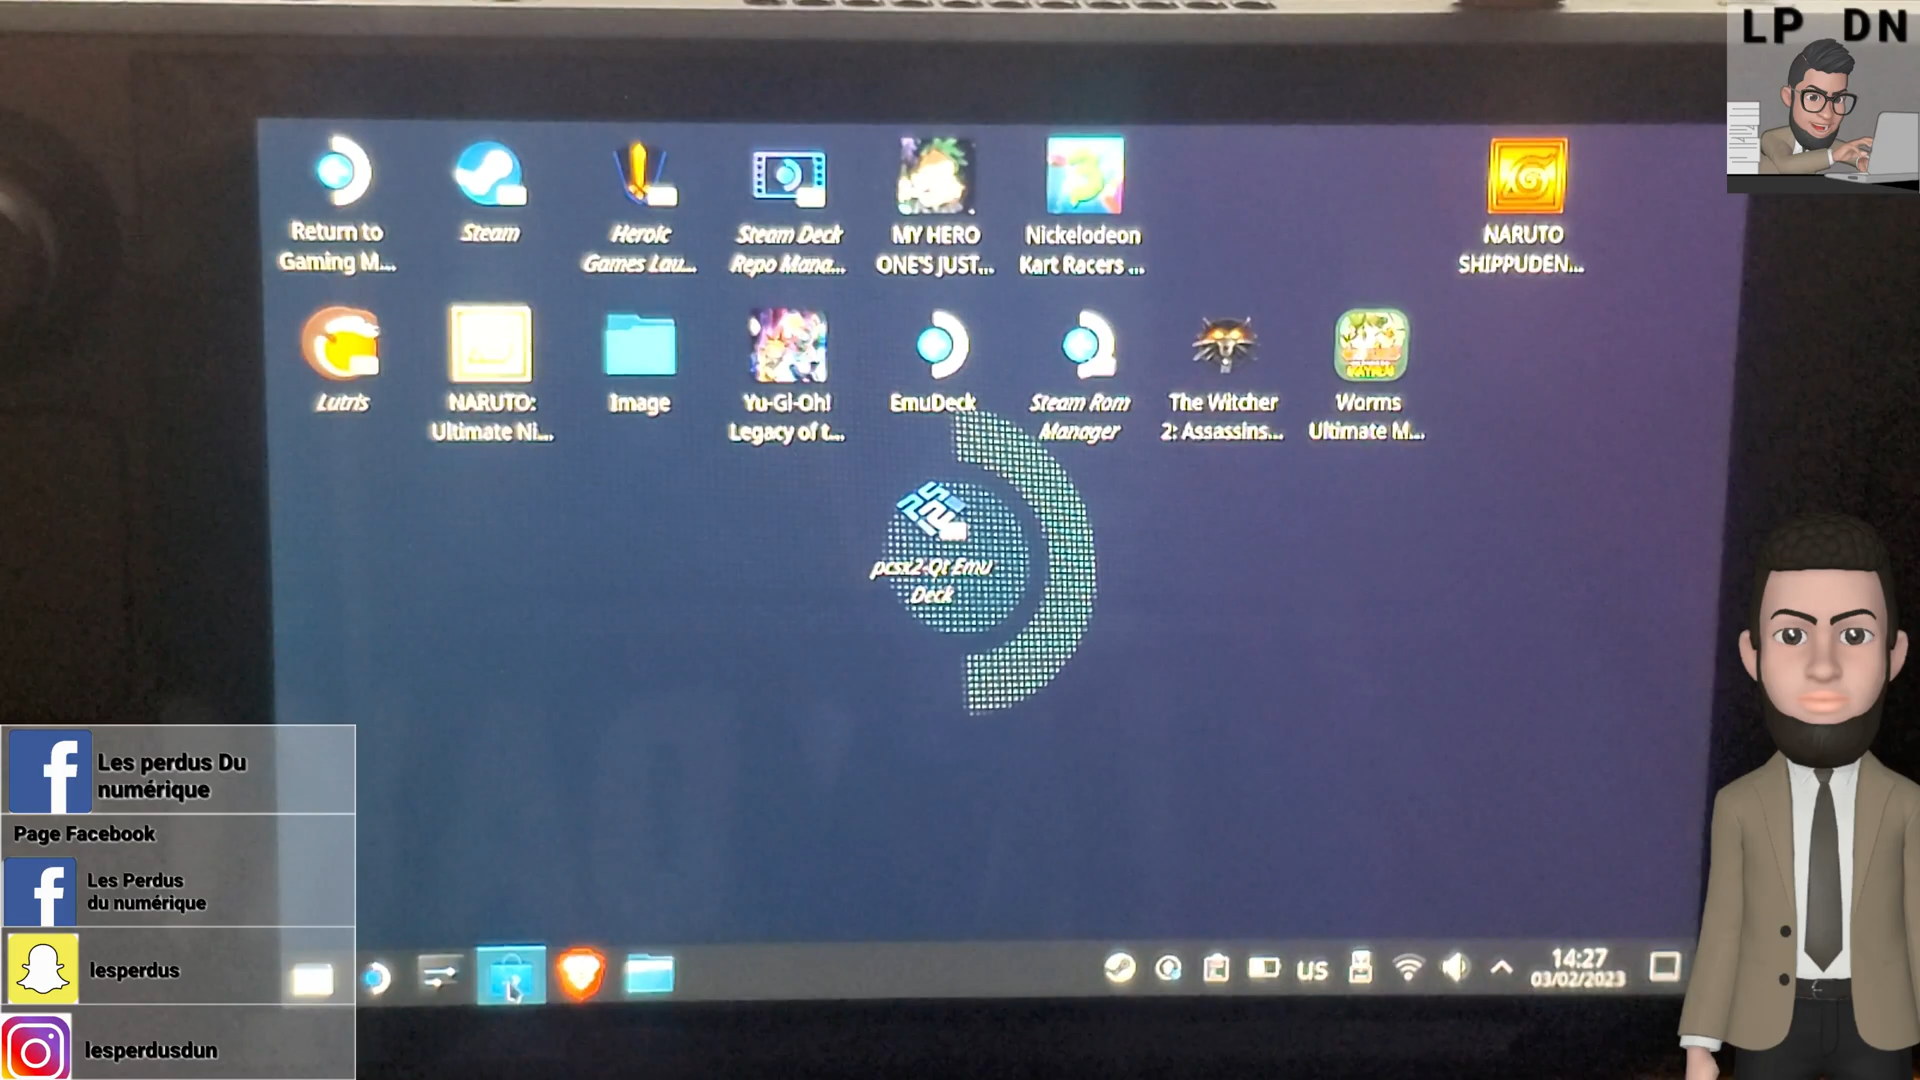 LP DN
Return to
Gaming M...
Steam
Heroic
Games Lau...
Steam Deck
Repo Mana...
MY HERO
ONE'S JUST...
Nickelodeon
Kart Racers ...
NARUTO
SHIPPUDEN...
Lutris
NARUTO:
Ultimate Ni...
Image
Yu-Gi-Oh!
Legacy of t...
EmuDeck
Steam Rom
Manager
The Witcher
2: Assassins...
Worms
Ultimate M...
pcsx2-Qt Emu
Deck
Les perdus Du
numérique
Page Facebook
Les Perdus
du numérique
lesperdus
lesperdusdun
us
14:27
03/02/2023